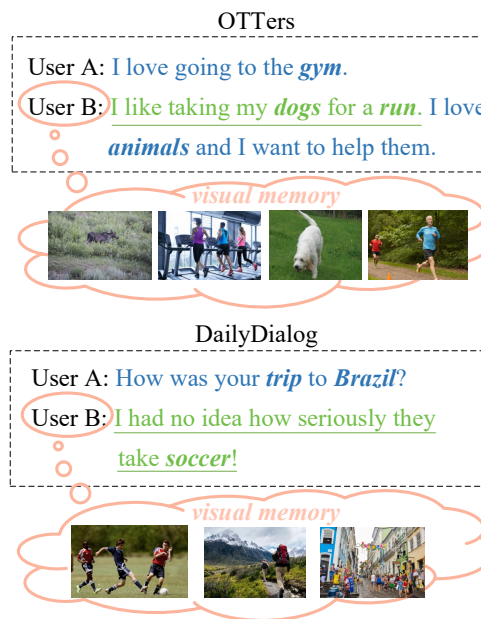 OTTers
User A: I love going to the gym.
User B: I like taking my dogs for a run. I love
animals and I want to help them.
visual memory
DailyDialog
User A: How was your trip to Brazil?
User B: I had no idea how seriously they
take soccer!
visual memory